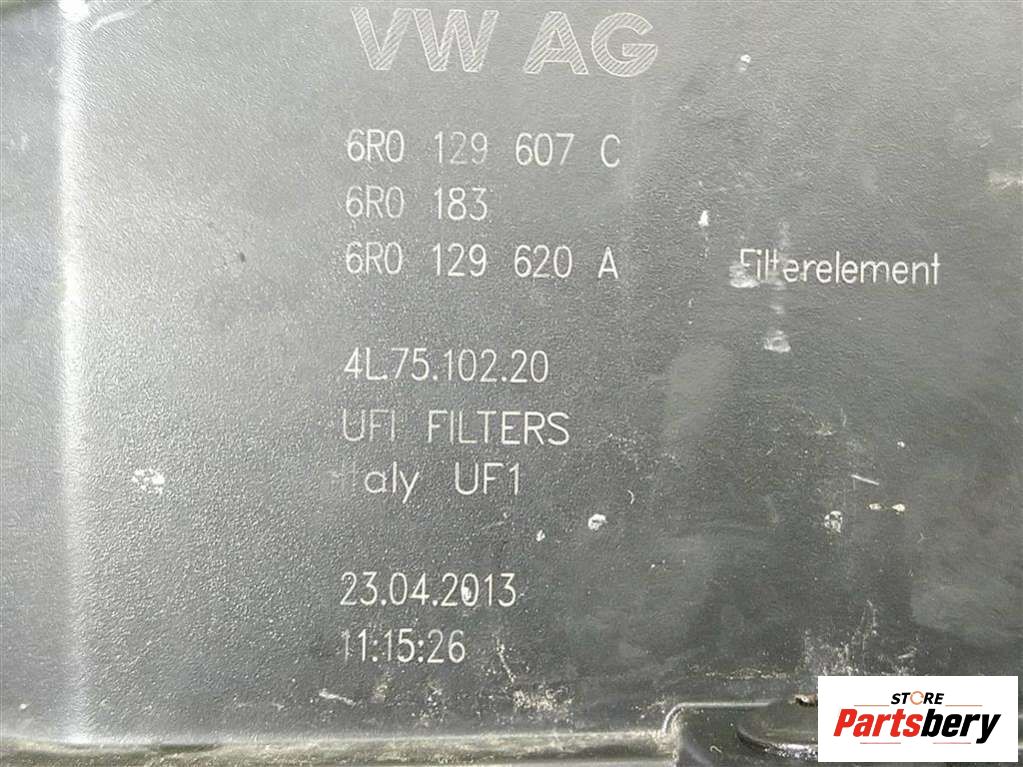 VW AG
6R0 129 607 C
6R0 183
6R0 129 620 A Filterelement
4L.75.102.20
UFI FILTERS
Italy UF1
23.04.2013
11:15:26
STORE
Partsbery